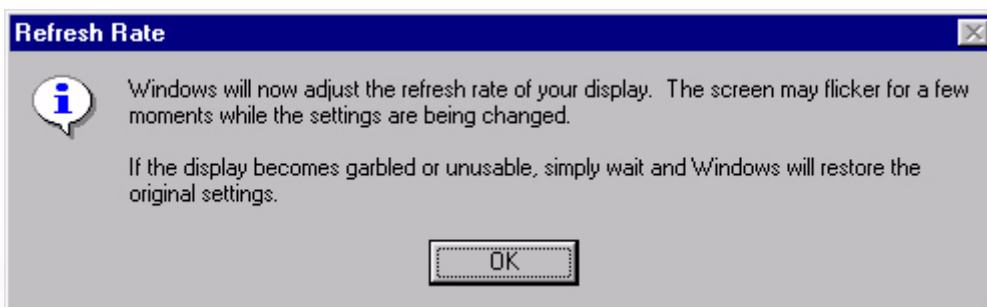 Refresh Rate
Windows will now adjust the refresh rate of your display.  The screen may flicker for a few
moments while the settings are being changed.
If the display becomes garbled or unusable, simply wait and Windows will restore the
original settings.
OK